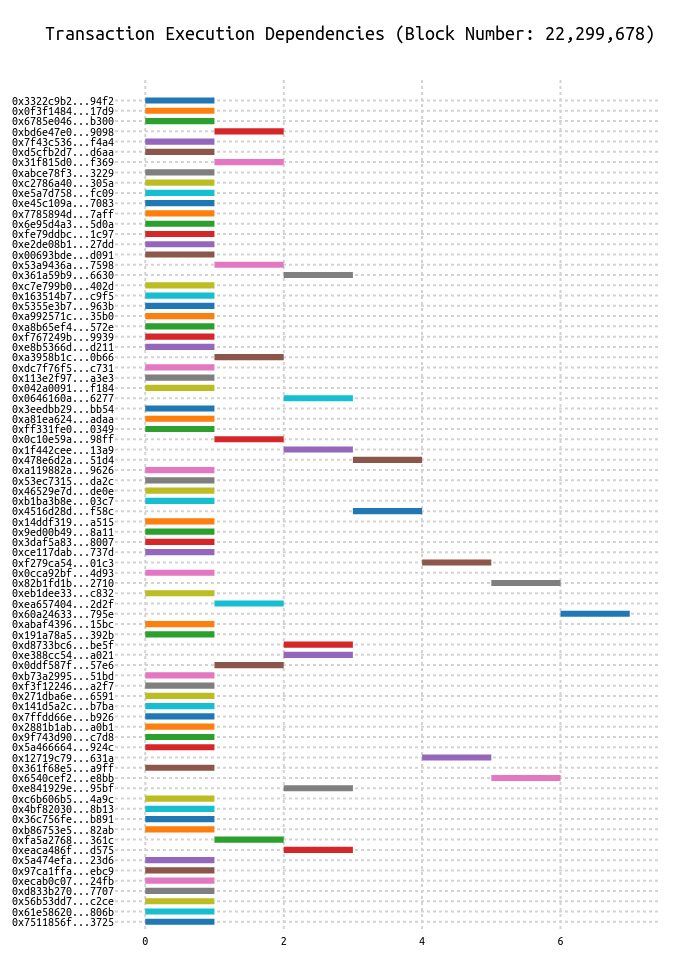 Transaction Execution Dependencies (Block Number: 22,299,678)
0x3322c9b2...94f2
0x0f3f1484...17d9
0x6785e046...b300
0xbd6e47e0...9098
0x7f43c536...f4a4
0xd5cfb2d7...d6aa
0x31f815d0...f369
0xabce78f3...3229
0xc2786a40...305a
0xe5a7d758...fc09
0xe45c109a...7083
0x7785894d...7aff
0x6e95d4a3...5d0a
0xfe79ddbc...1c97
0xe2de08b1...27dd
0x00693bde...d091
0x53a9436a...7598
0x361a59b9...6630
0xc7e799b0...402d
0x163514b7...c9f5
0x5355e3b7...963b
0xa992571c...35b0
0xa8b65ef4...572e
0xf767249b...9939
0xe8b5366d...d211
0xa3958b1c...0b66
0xdc7f76f5...c731
0x113e2f97...a3e3
0x042a0091...f184
0x0646160a...6277
0x3eedbb29...bb54
0xa81ea624...adaa
0xff331fe0...0349
0x0c10e59a...98ff
0x1f442cee...13a9
0x478e6d2a...51d4
0xa119882a...9626
0x53ec7315...da2c
0x46529e7d...de0e
0xb1ba3b8e...03c7
0x4516d28d...f58c
0x14ddf319...a515
0x9ed00b49...8a11
0x3daf5a83...8007
0xce117dab...737d
0xf279ca54...01c3
0x0cca92bf...4d93
0x82b1fd1b...2710
0xeb1dee33...c832
0xea657404...2d2f
0x60a24633...795e
0xabaf4396...15bc
0x191a78a5...392b
0xd8733bc6...be5f
0xe388cc54...a021
0x0ddf587f...57e6
0xb73a2995...51bd
0xf3f12246...a2f7
0x271dba6e...6591
0x141d5a2c...b7ba
0x7ffdd66e...b926
0x2881b1ab...a0b1
0x9f743d90...c7d8
0x5a466664...924c
0x12719c79...631a
0x361f68e5...a9ff
0x6540cef2...e8bb
0xe841929e...95bf
0xc6b606b5...4a9c
0x4bf82030...8b13
0x36c756fe...b891
0xb86753e5...82ab
0xfa5a2768...361c
0xeaca486f...d575
0x5a474efa...23d6
0x97ca1ffa...ebc9
0xecab0c07...24fb
0xd833b270...7707
0x56b53dd7...c2ce
0x61e58620...806b
0x7511856f...3725
0 2 4 6